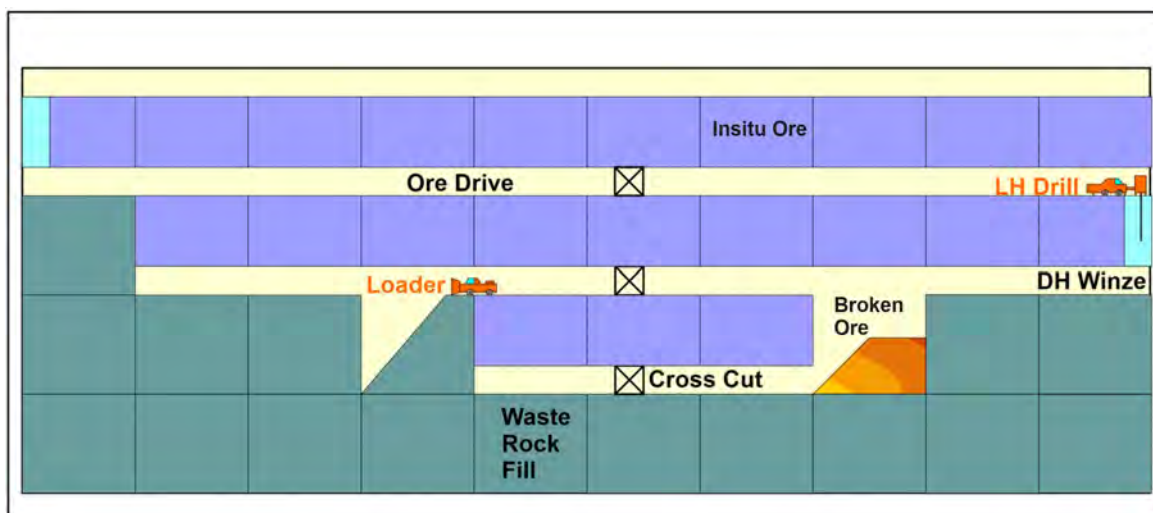 Insitu Ore
Ore Drive
LH Drill
Loader
DH Winze
Broken
Ore
Cross Cut
Waste
Rock
Fill